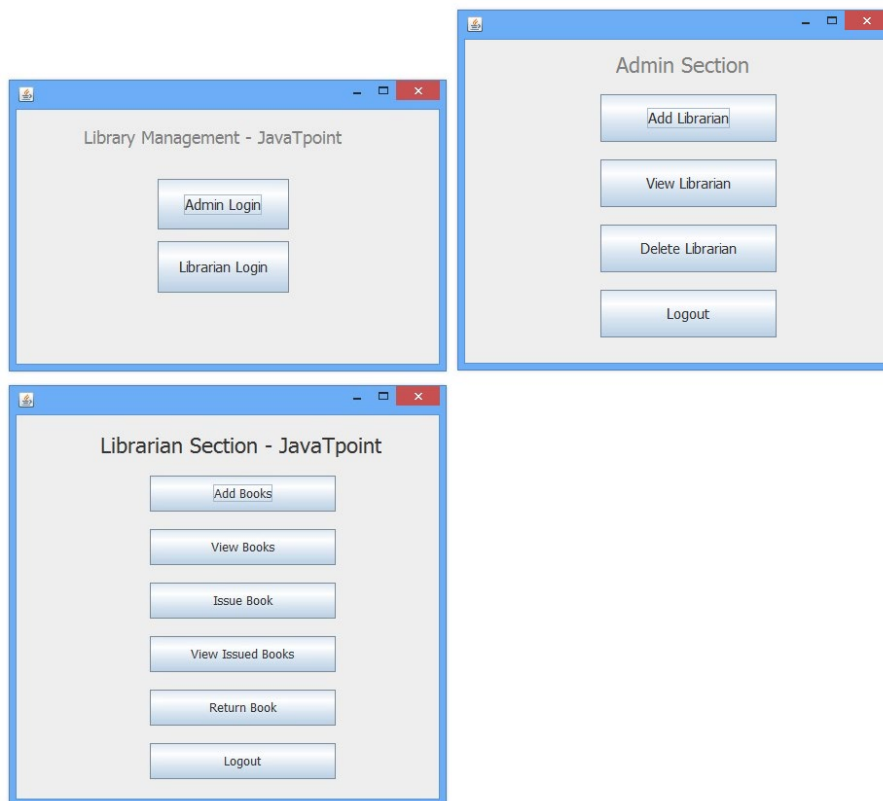 Library Management - JavaTpoint
Admin Login
Librarian Login
Admin Section
Add Librarian
View Librarian
Delete Librarian
Logout
Librarian Section - JavaTpoint
Add Books
View Books
Issue Book
View Issued Books
Return Book
Logout